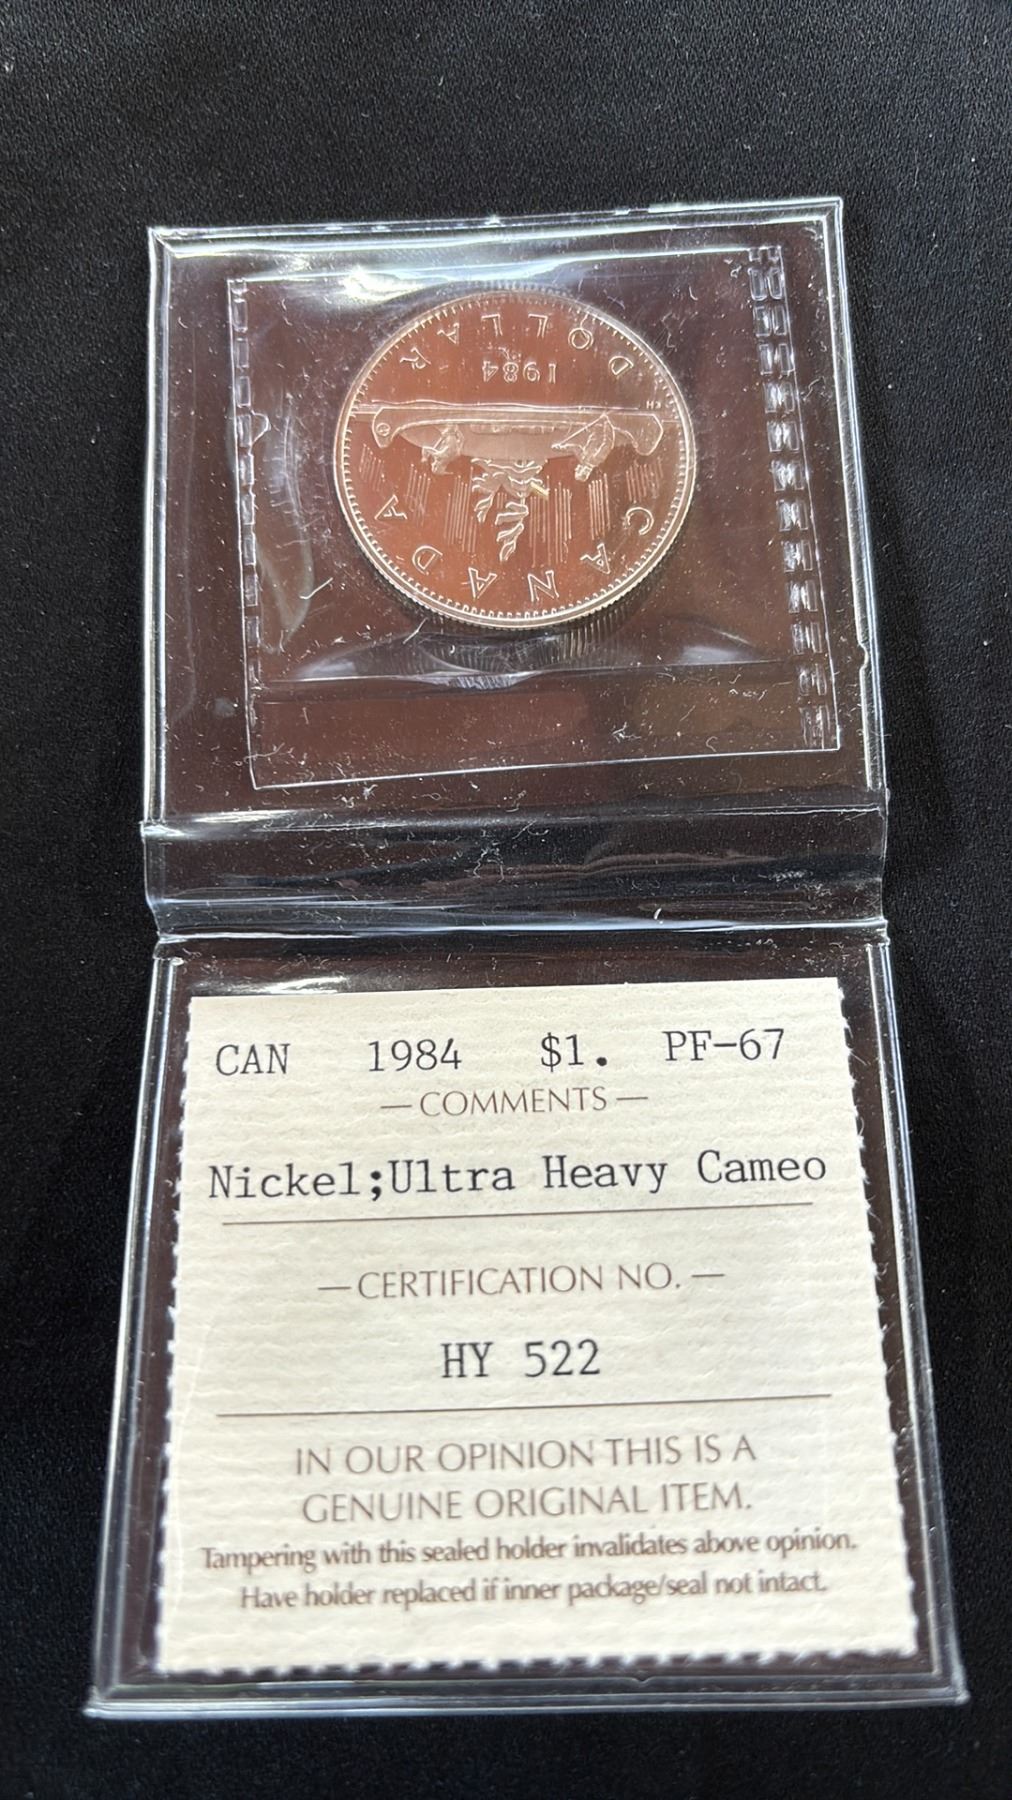 DOLLAR
1984
HJ
CANADA
CAN 1984 $1. PF-67
—COMMENTS—
Nickel;Ultra Heavy Cameo
—CERTIFICATION NO.—
HY 522
IN OUR OPINION THIS IS A
GENUINE ORIGINAL ITEM.
Tampering with this sealed holder invalidates above opinion.
Have holder replaced if inner package/seal not intact.